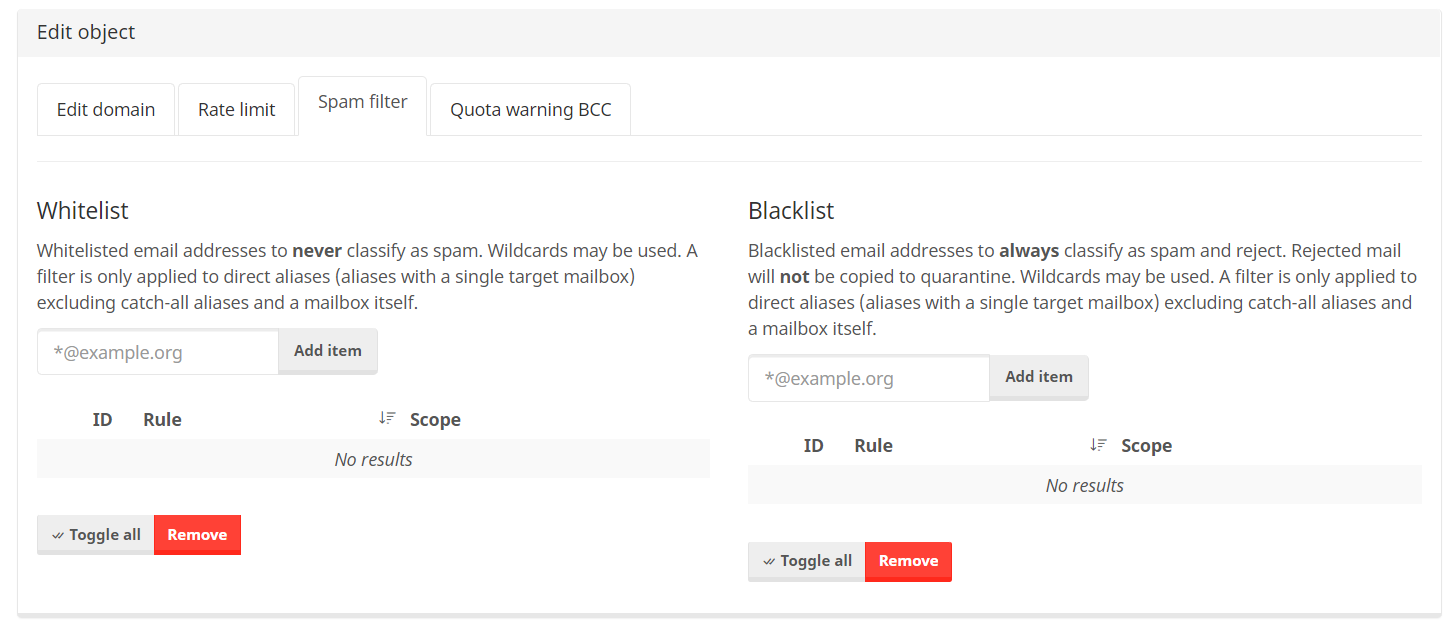 Edit object
Edit domain
Rate limit
Spam filter
Quota warning BCC
Whitelist
Whitelisted email addresses to never classify as spam. Wildcards may be used. A
filter is only applied to direct aliases (aliases with a single target mailbox)
excluding catch-all aliases and a mailbox itself.
*@example.org
Add item
ID Rule Scope
No results
Toggle all
Remove
Blacklist
Blacklisted email addresses to always classify as spam and reject. Rejected mail
will not be copied to quarantine. Wildcards may be used. A filter is only applied to
direct aliases (aliases with a single target mailbox) excluding catch-all aliases and
a mailbox itself.
*@example.org
Add item
ID Rule Scope
No results
Toggle all
Remove